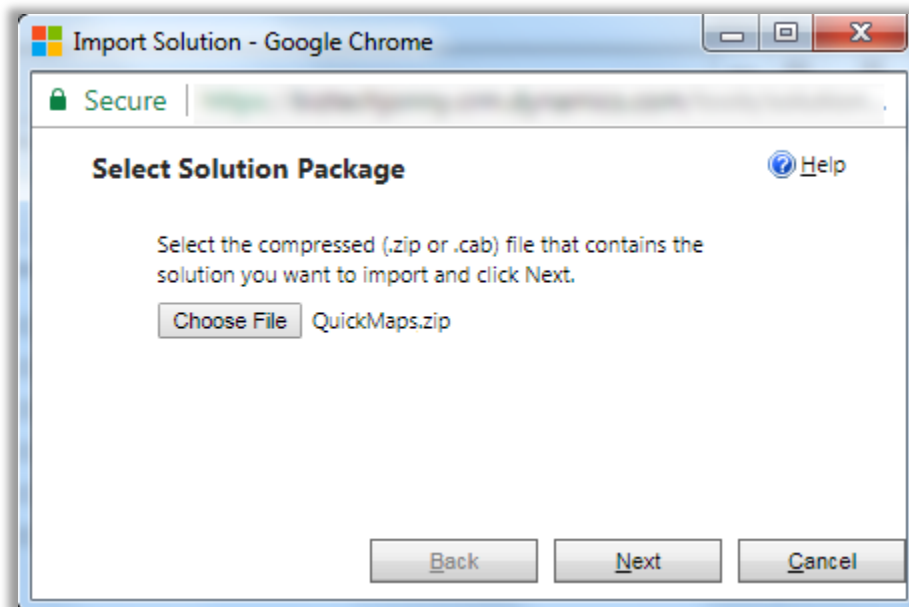 Import Solution - Google Chrome
Secure
Select Solution Package
Help
Select the compressed (.zip or .cab) file that contains the
solution you want to import and click Next.
Choose File QuickMaps.zip
Back Next Cancel